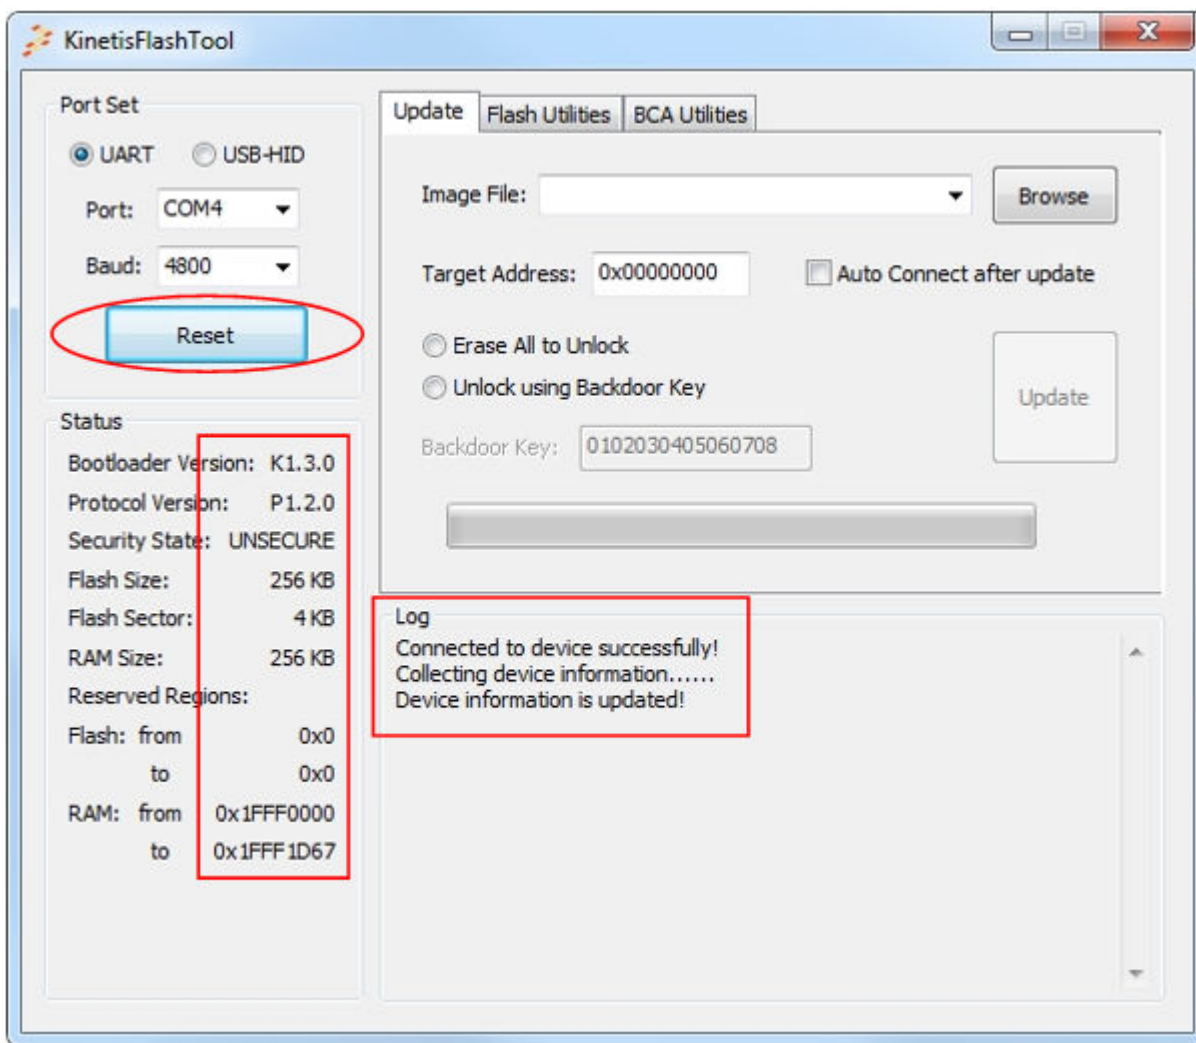 KinetisFlashTool
Port Set
UART USB-HID
Port: COM4
Baud: 4800
Reset
Status
Bootloader Version: K1.3.0
Protocol Version: P1.2.0
Security State: UNSECURE
Flash Size: 256 KB
Flash Sector: 4 KB
RAM Size: 256 KB
Reserved Regions:
Flash: from 0x0
to 0x0
RAM: from 0x1FFF0000
to 0x1FFF1D67
Update Flash Utilities BCA Utilities
Image File: Browse
Target Address: 0x00000000 Auto Connect after update
Erase All to Unlock
Unlock using Backdoor Key
Update
Backdoor Key: 0102030405060708
Log
Connected to device successfully!
Collecting device information......
Device information is updated!